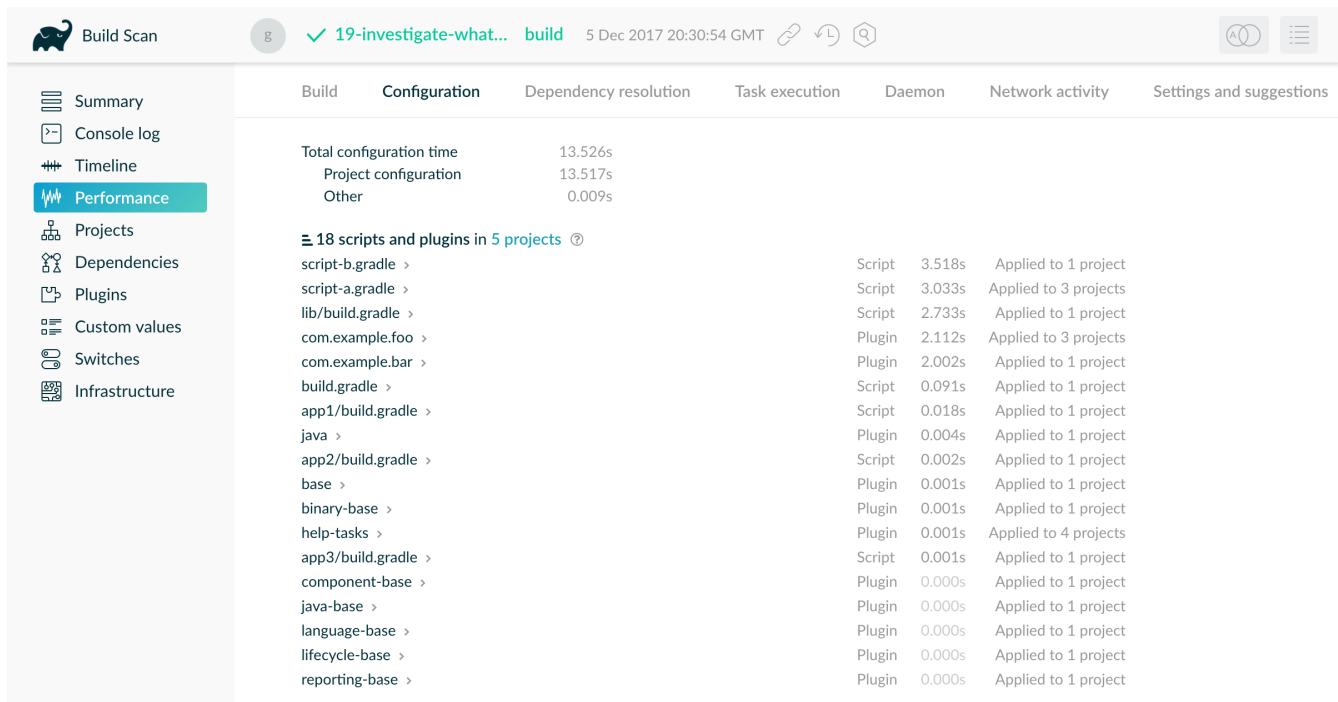 Build Scan
g 19-investigate-what... build 5 Dec 2017 20:30:54 GMT A
Summary
Console log
Timeline
Performance
Projects
Dependencies
Plugins
Custom values
Switches
Infrastructure
Build Configuration Dependency resolution Task execution Daemon Network activity Settings and suggestions
Total configuration time 13.526s
Project configuration 13.517s
Other 0.009s
18 scripts and plugins in 5 projects ?
script-b.gradle > Script 3.518s Applied to 1 project
script-a.gradle > Script 3.033s Applied to 3 projects
lib/build.gradle > Script 2.733s Applied to 1 project
com.example.foo > Plugin 2.112s Applied to 3 projects
com.example.bar > Plugin 2.002s Applied to 1 project
build.gradle > Script 0.091s Applied to 1 project
app1/build.gradle > Script 0.018s Applied to 1 project
java > Plugin 0.004s Applied to 1 project
app2/build.gradle > Script 0.002s Applied to 1 project
base > Plugin 0.001s Applied to 1 project
binary-base > Plugin 0.001s Applied to 1 project
help-tasks > Plugin 0.001s Applied to 4 projects
app3/build.gradle > Script 0.001s Applied to 1 project
component-base > Plugin 0.000s Applied to 1 project
java-base > Plugin 0.000s Applied to 1 project
language-base > Plugin 0.000s Applied to 1 project
lifecycle-base > Plugin 0.000s Applied to 1 project
reporting-base > Plugin 0.000s Applied to 1 project